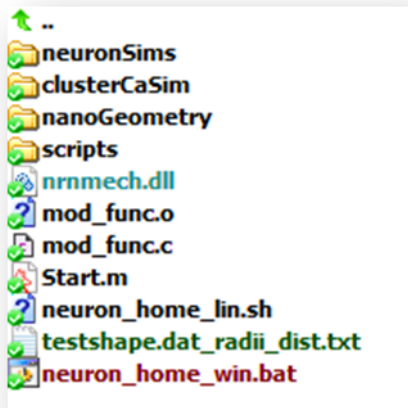 ..
neuronSims
clusterCaSim
nanoGeometry
scripts
nrnmech.dll
mod_func.o
mod_func.c
Start.m
neuron_home_lin.sh
testshape.dat_radii_dist.txt
neuron_home_win.bat